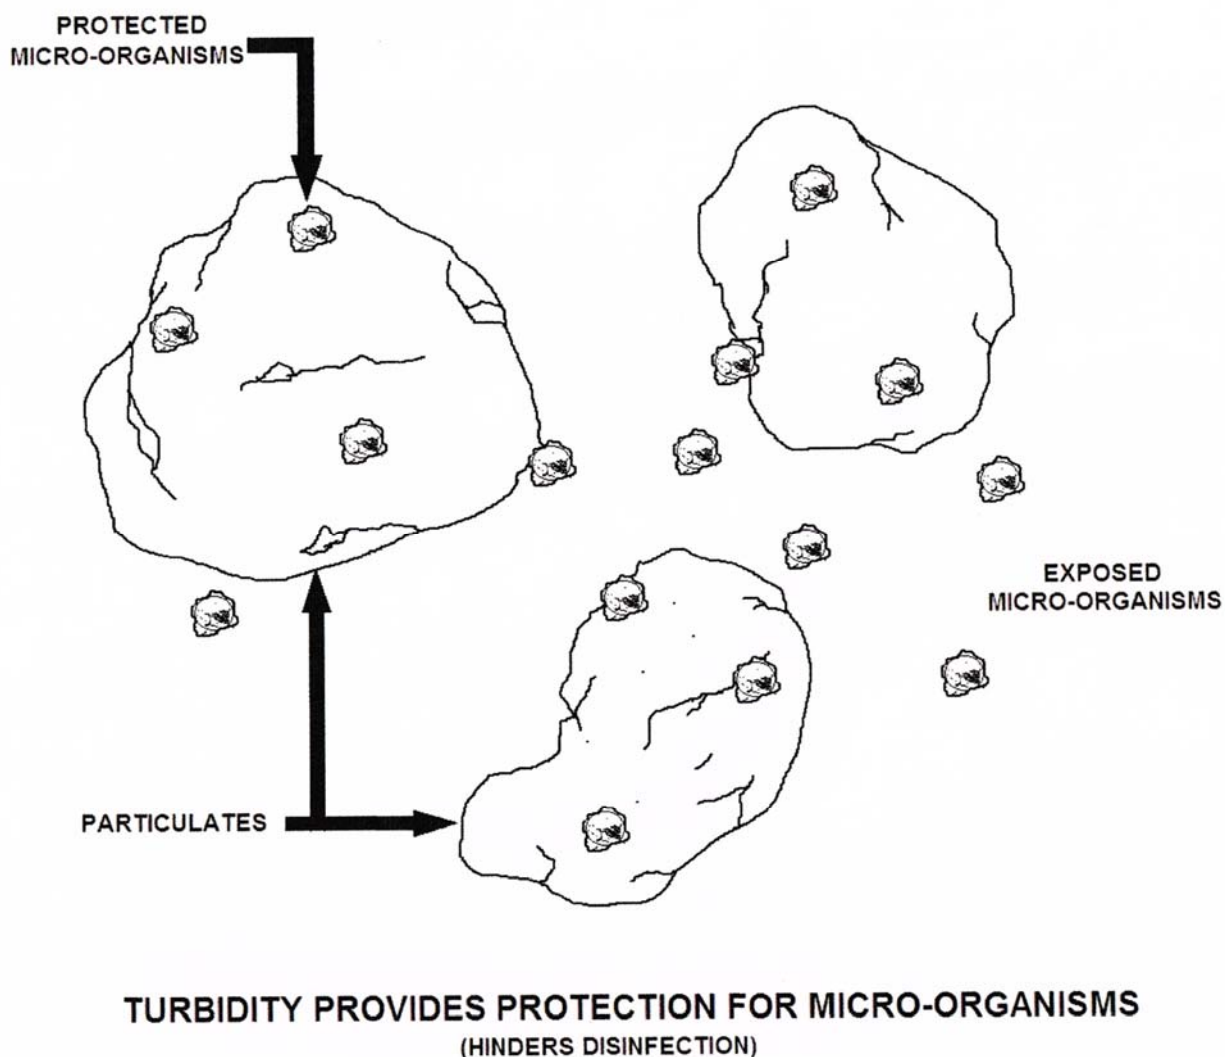 PROTECTED
MICRO-ORGANISMS
EXPOSED
MICRO-ORGANISMS
PARTICULATES
TURBIDITY PROVIDES PROTECTION FOR MICRO-ORGANISMS
(HINDERS DISINFECTION)